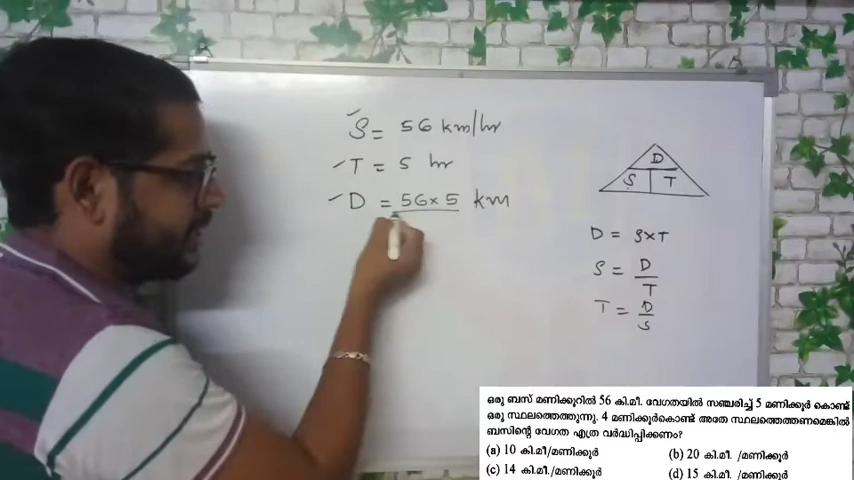 S = 56 km/hr
T = 5 hr
D = 56×5 km
D
S T
D = S×T
S = D/T
T = D/S
ഒരു ബസ് മണിക്കൂറിൽ 56 കി.മീ. വേഗതയിൽ സഞ്ചരിച്ച് 5 മണിക്കൂർ കൊണ്ട്
ഒരു സ്ഥലത്തെത്തുന്നു. 4 മണിക്കൂർകൊണ്ട് അതേ സ്ഥലത്തെത്തണമെങ്കിൽ
ബസിന്റെ വേഗത എത്ര വർദ്ധിപ്പിക്കണം?
(a) 10 കി.മീ/മണിക്കൂർ (b) 20 കി.മീ. /മണിക്കൂർ
(c) 14 കി.മീ./മണിക്കൂർ (d) 15 കി.മീ. /മണിക്കൂർ